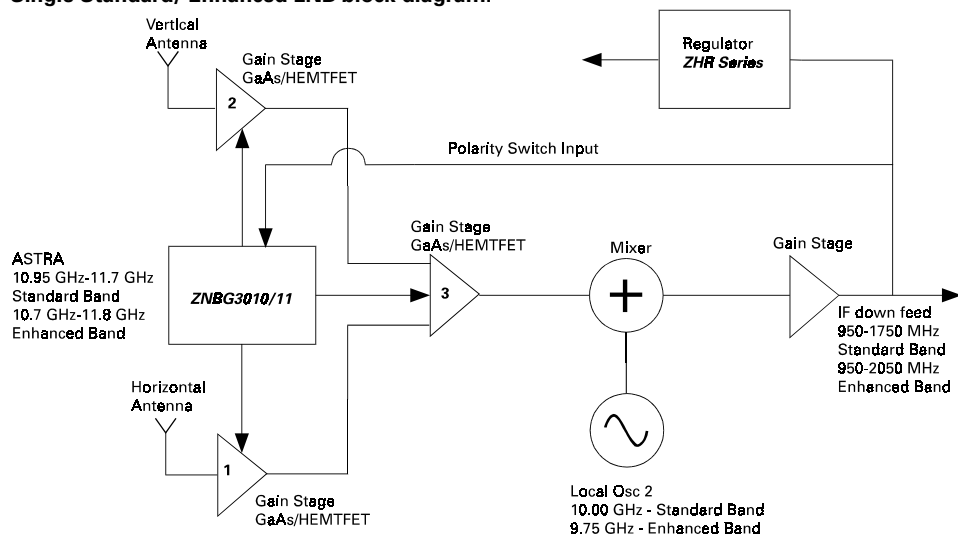 Single Standard/ Enhanced LNB block diagram.
Vertical
Antenna
Gain Stage
GaAs/HEMTFET
2
Regulator
ZHR Series
Polarity Switch Input
Gain Stage
GaAs/HEMTFET
3
Mixer
Gain Stage
ASTRA
10.95 GHz-11.7 GHz
Standard Band
10.7 GHz-11.8 GHz
Enhanced Band
ZNBG3010/11
IF down feed
950-1750 MHz
Standard Band
950-2050 MHz
Enhanced Band
Horizontal
Antenna
1
Gain Stage
GaAs/HEMTFET
Local Osc 2
10.00 GHz - Standard Band
9.75 GHz - Enhanced Band